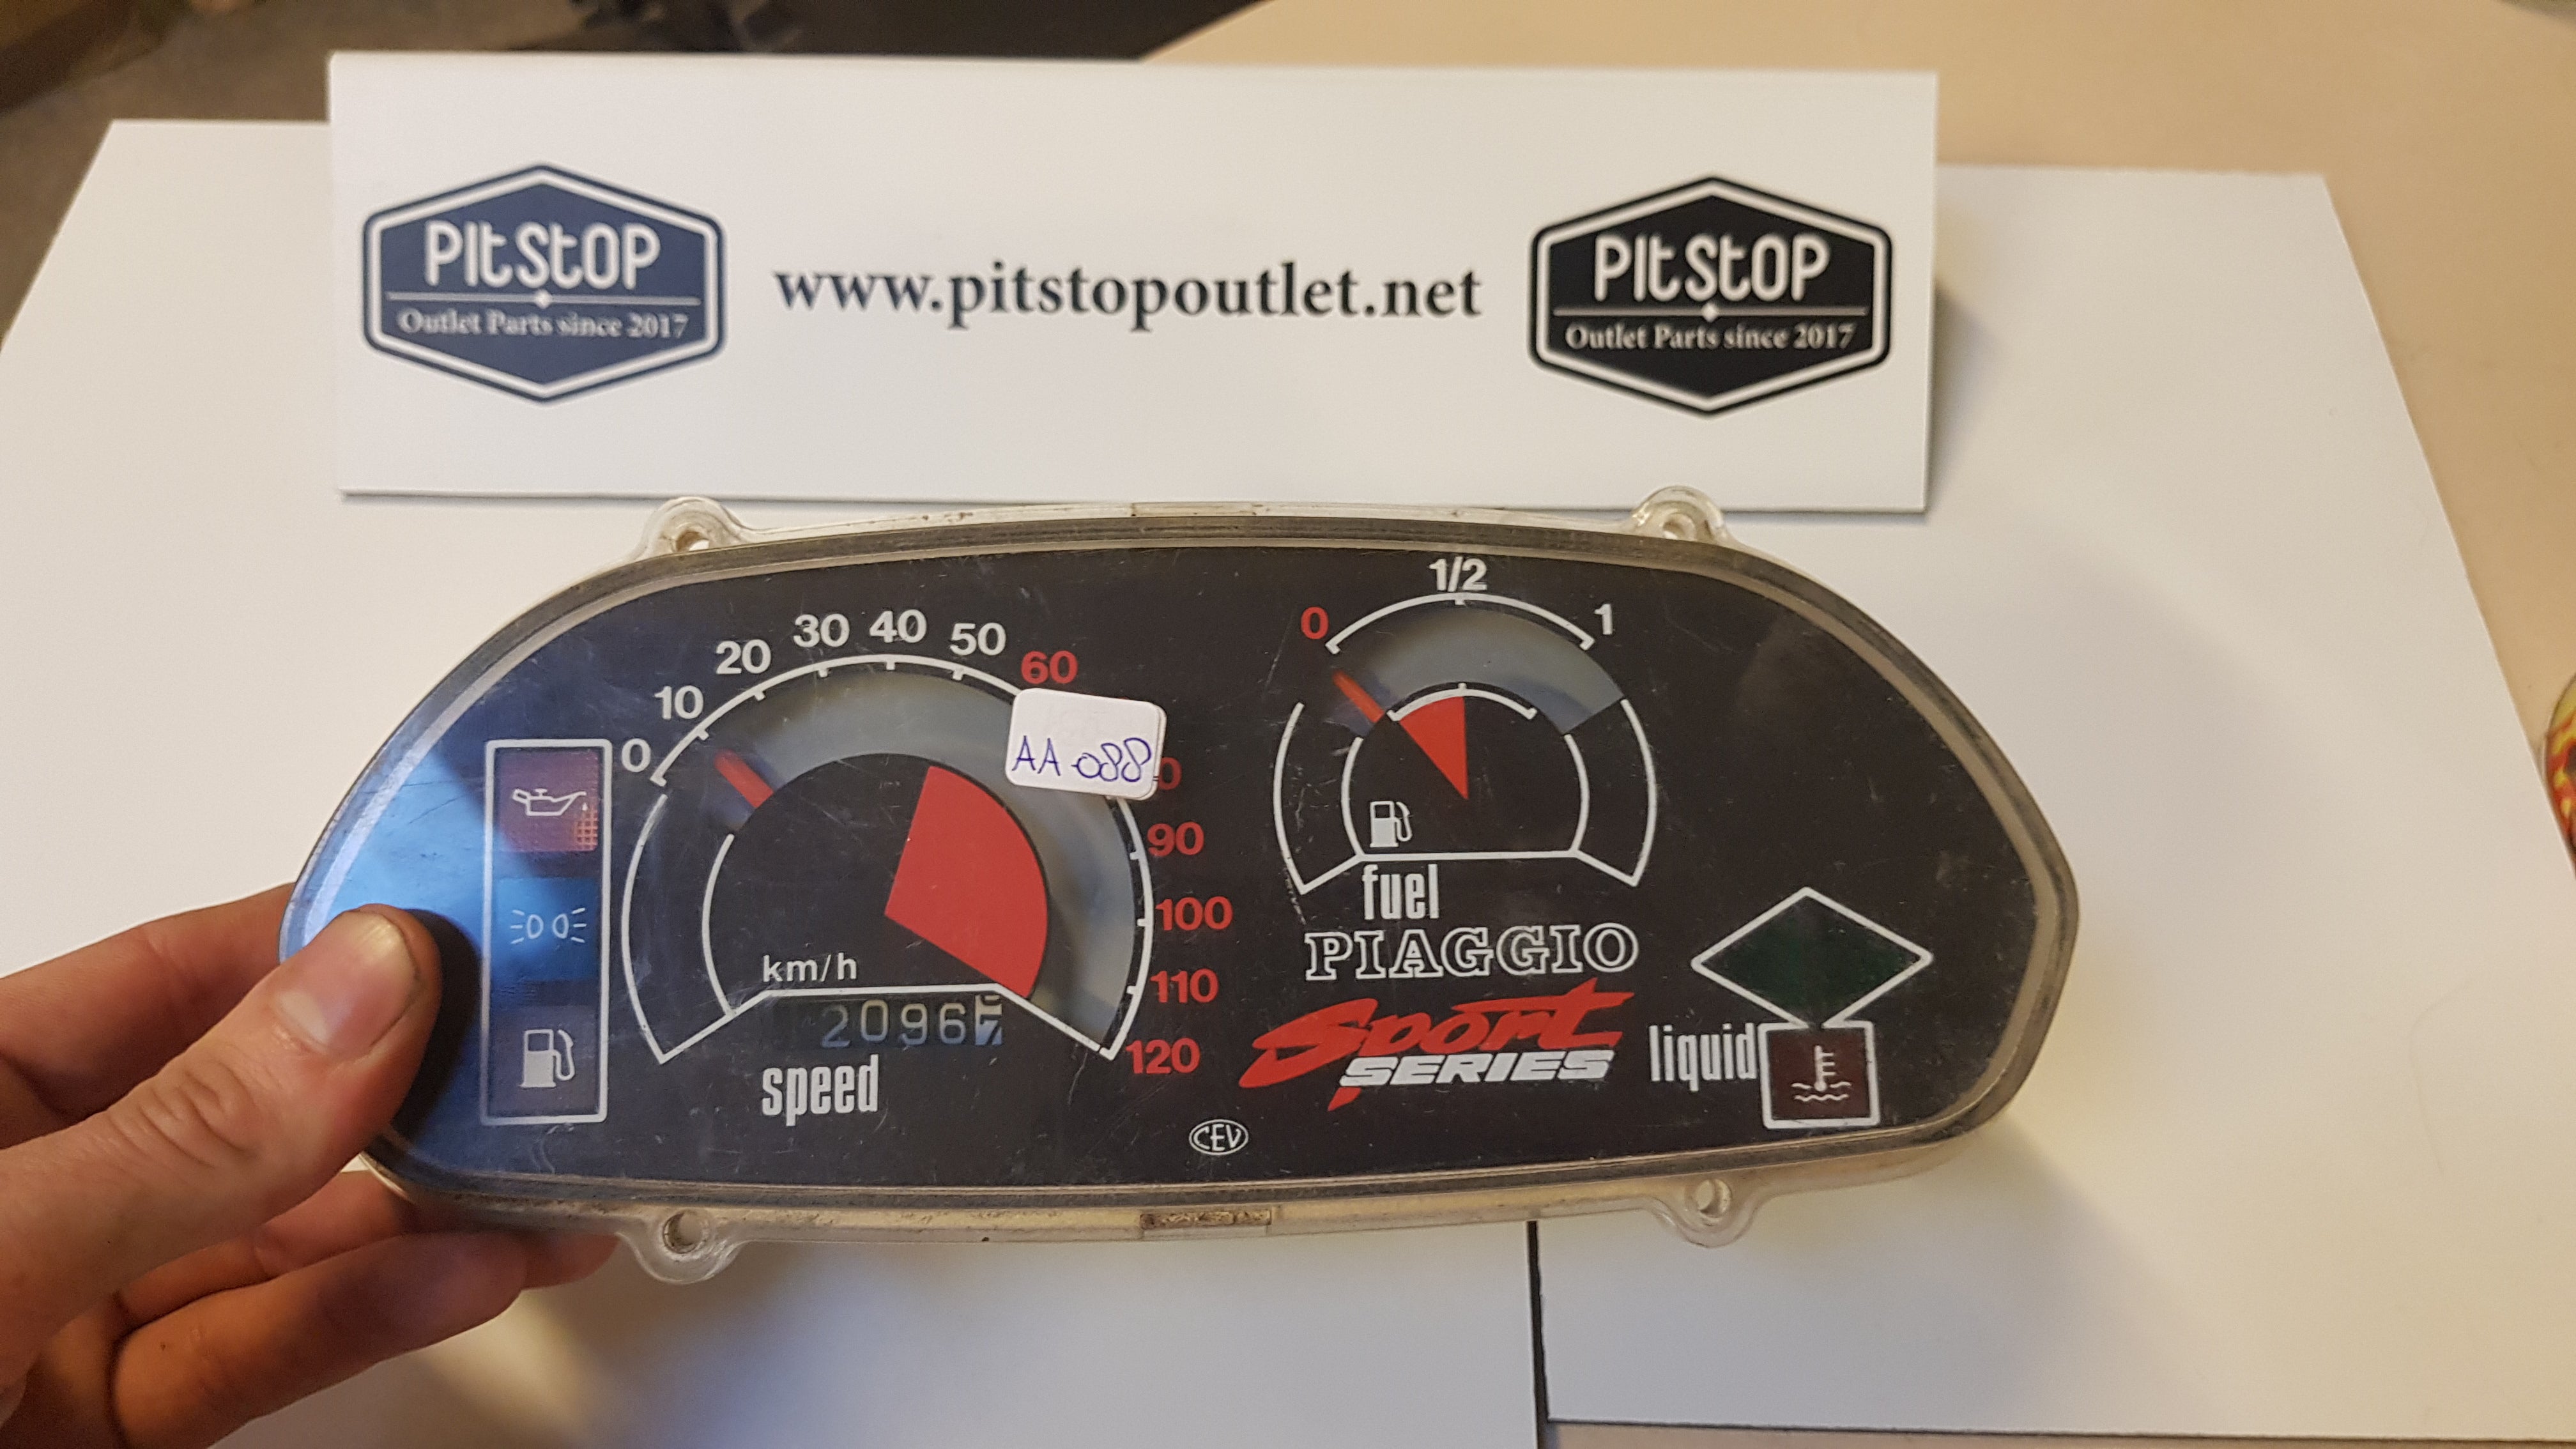 PitStOP
Outlet Parts since 2017
www.pitstopoutlet.net
PitStOP
Outlet Parts since 2017
0
10
20
30
40
50
60
AA-088
0
90
100
110
120
km/h
2096
speed
0
1/2
1
fuel
PIAGGIO
Sport
SERIES
liquid
CEV